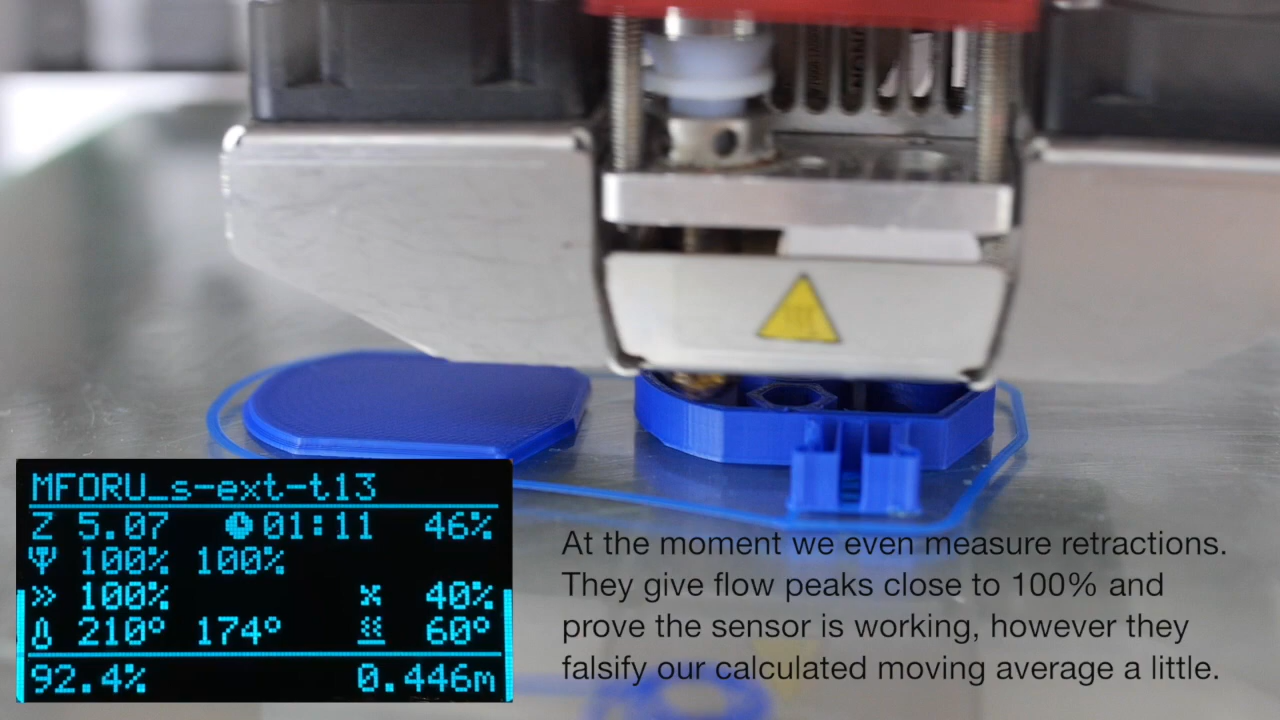 MFORU_s-ext-t13
Z 5.07 01:11 46%
100% 100%
100% 40%
210° 174° 60°
92.4% 0.446m
At the moment we even measure retractions.
They give flow peaks close to 100% and
prove the sensor is working, however they
falsify our calculated moving average a little.